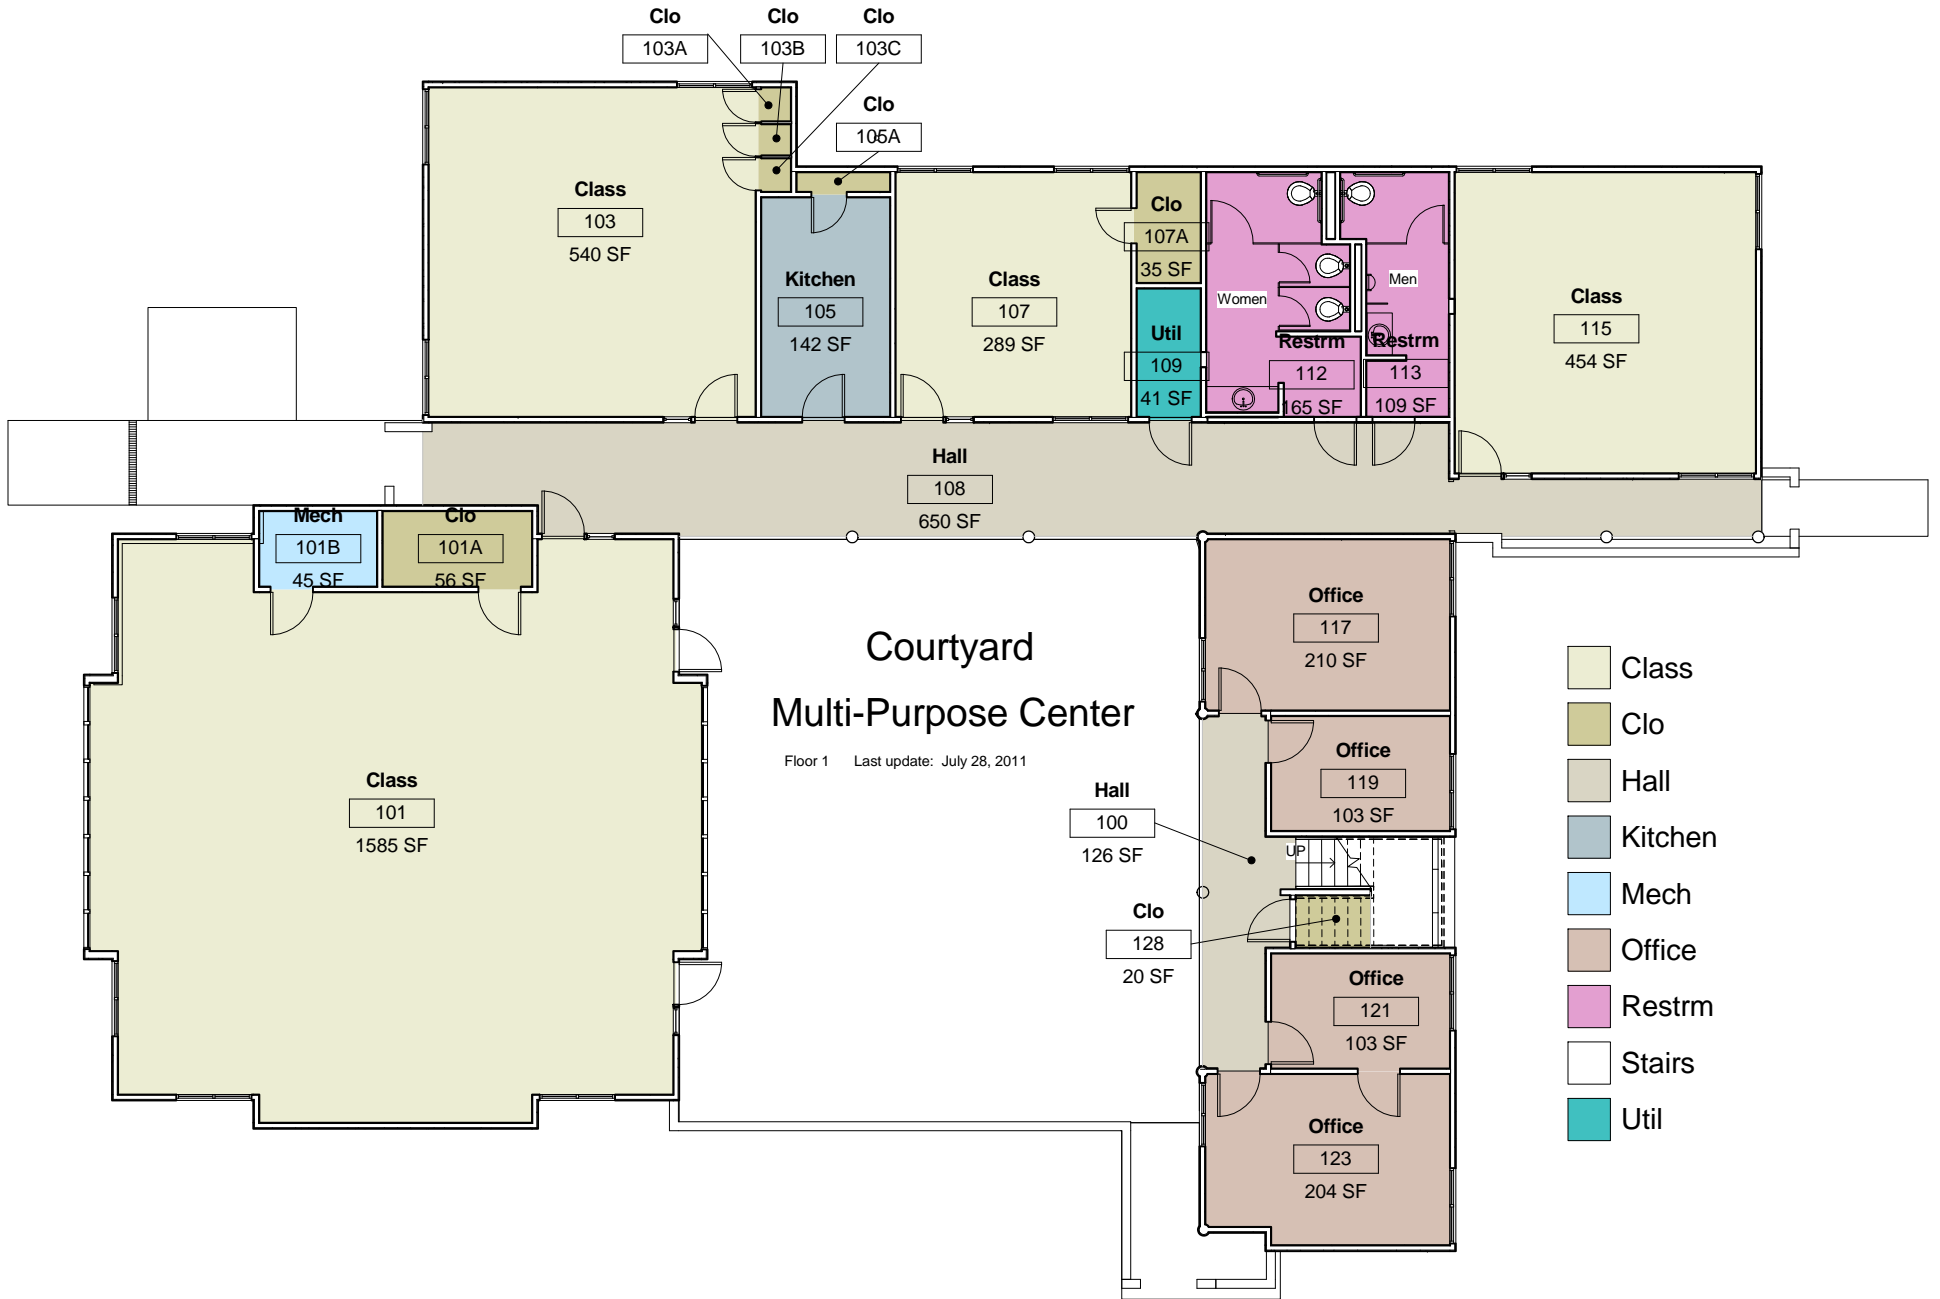 Clo
103A
Clo
103B
Clo
103C
Clo
105A
Class
103
540 SF
Kitchen
105
142 SF
Class
107
289 SF
Clo
107A
35 SF
Util
109
41 SF
Women
Restrm
112
165 SF
Men
Restrm
113
109 SF
Class
115
454 SF
Hall
108
650 SF
Mech
101B
45 SF
Clo
101A
56 SF
Class
101
1585 SF
Courtyard
Multi-Purpose Center
Floor 1 Last update: July 28, 2011
Office
117
210 SF
Office
119
103 SF
Hall
100
126 SF
UP
Clo
128
20 SF
Office
121
103 SF
Office
123
204 SF
Class
Clo
Hall
Kitchen
Mech
Office
Restrm
Stairs
Util